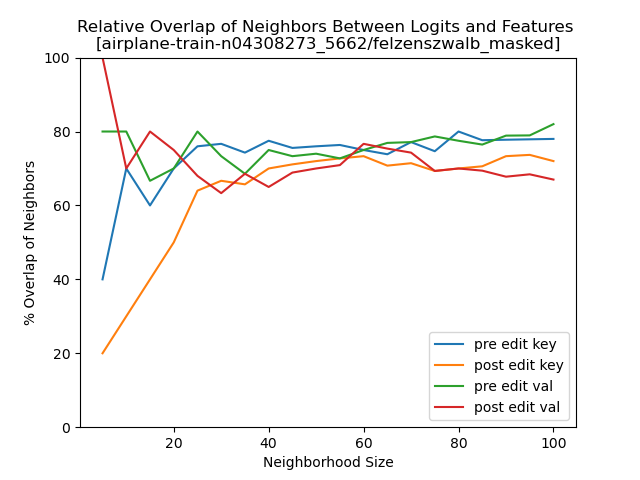 Relative Overlap of Neighbors Between Logits and Features
[airplane-train-n04308273_5662/felzenszwalb_masked]
100
80
60
40
20
0
% Overlap of Neighbors
pre edit key
post edit key
pre edit val
post edit val
20 40 60 80 100
Neighborhood Size